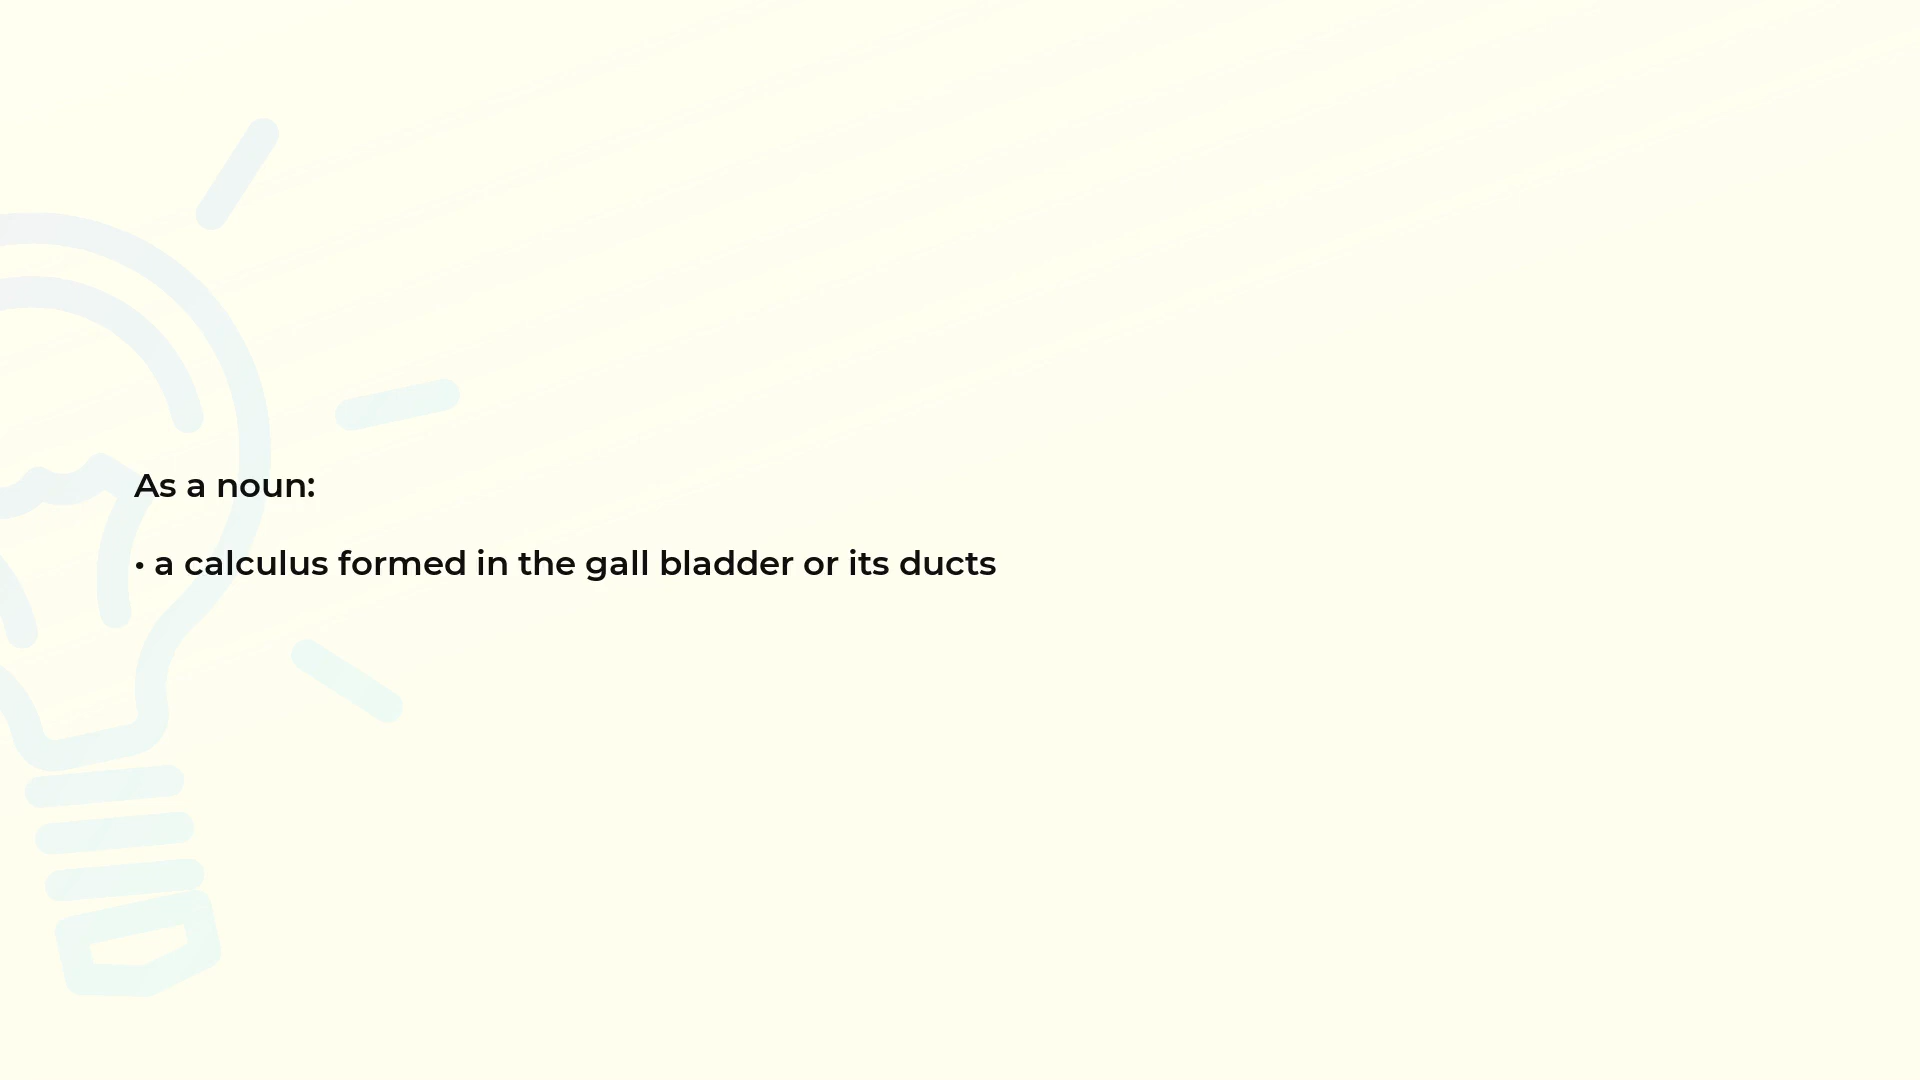 As a noun:
• a calculus formed in the gall bladder or its ducts